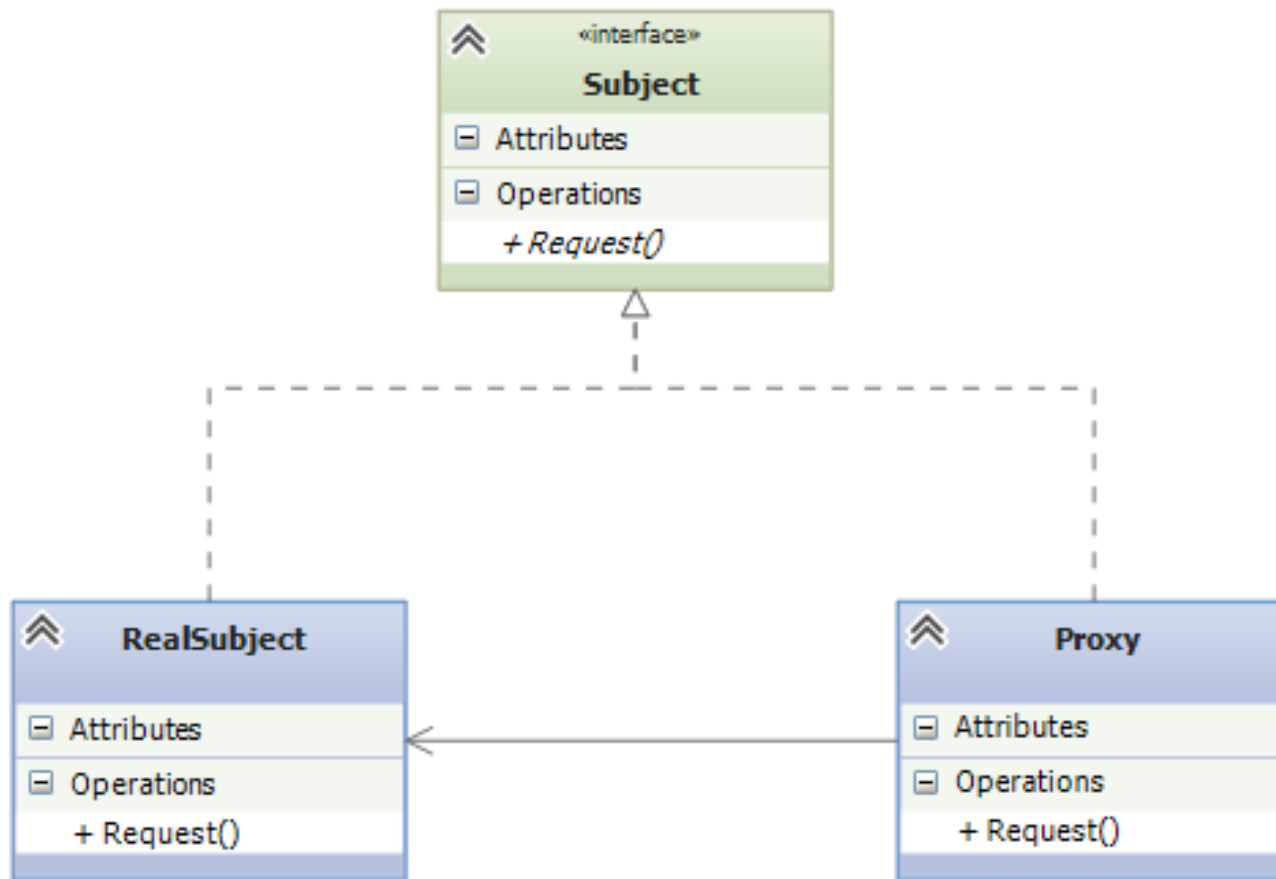 «interface»
Subject
Attributes
Operations
+ Request()
RealSubject
Attributes
Operations
+ Request()
Proxy
Attributes
Operations
+ Request()